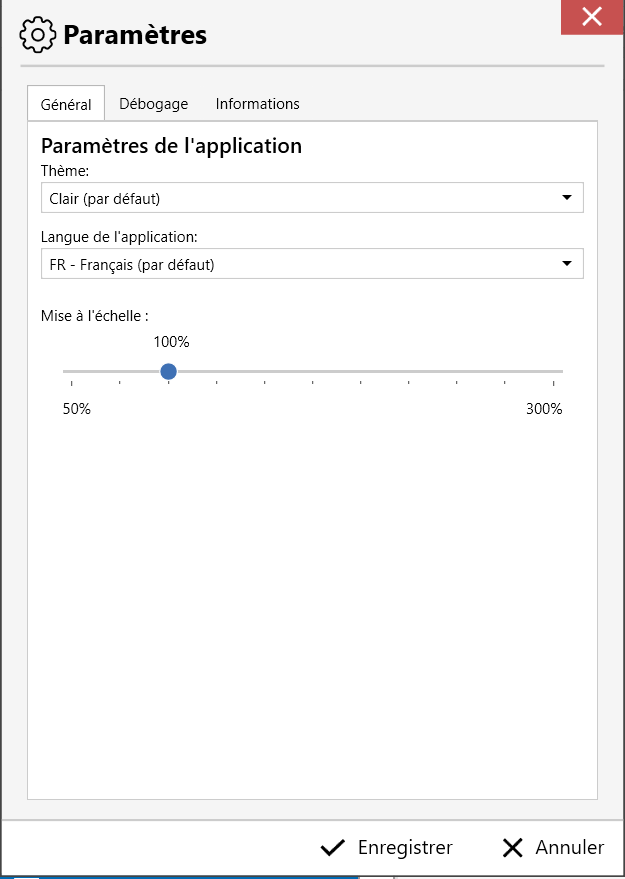 Paramètres
Général Débogage Informations
Paramètres de l'application
Thème:
Clair (par défaut)
Langue de l'application:
FR - Français (par défaut)
Mise à l'échelle :
100%
50% 300%
Enregistrer Annuler